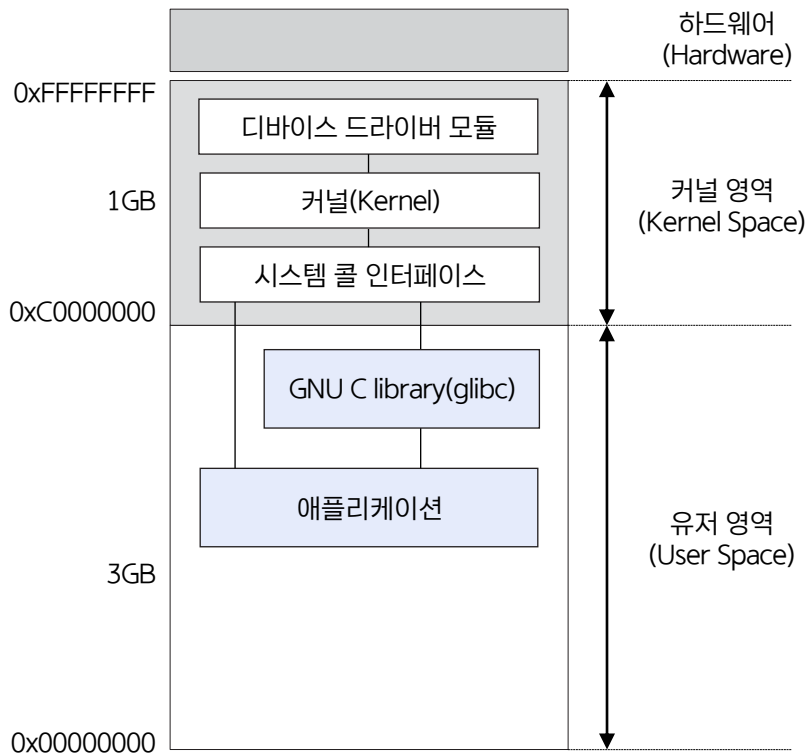 하드웨어
(Hardware)
0xFFFFFFFF
디바이스 드라이버 모듈
1GB
커널(Kernel)
커널 영역
(Kernel Space)
시스템 콜 인터페이스
0xC0000000
GNU C library(glibc)
애플리케이션
유저 영역
(User Space)
3GB
0x00000000